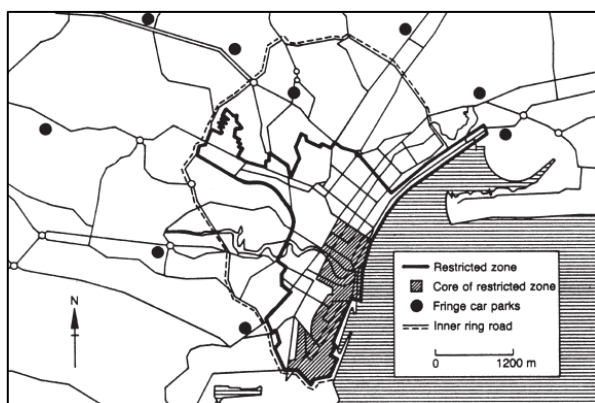 N
Restricted zone
Core of restricted zone
Fringe car parks
Inner ring road
0 1200 m